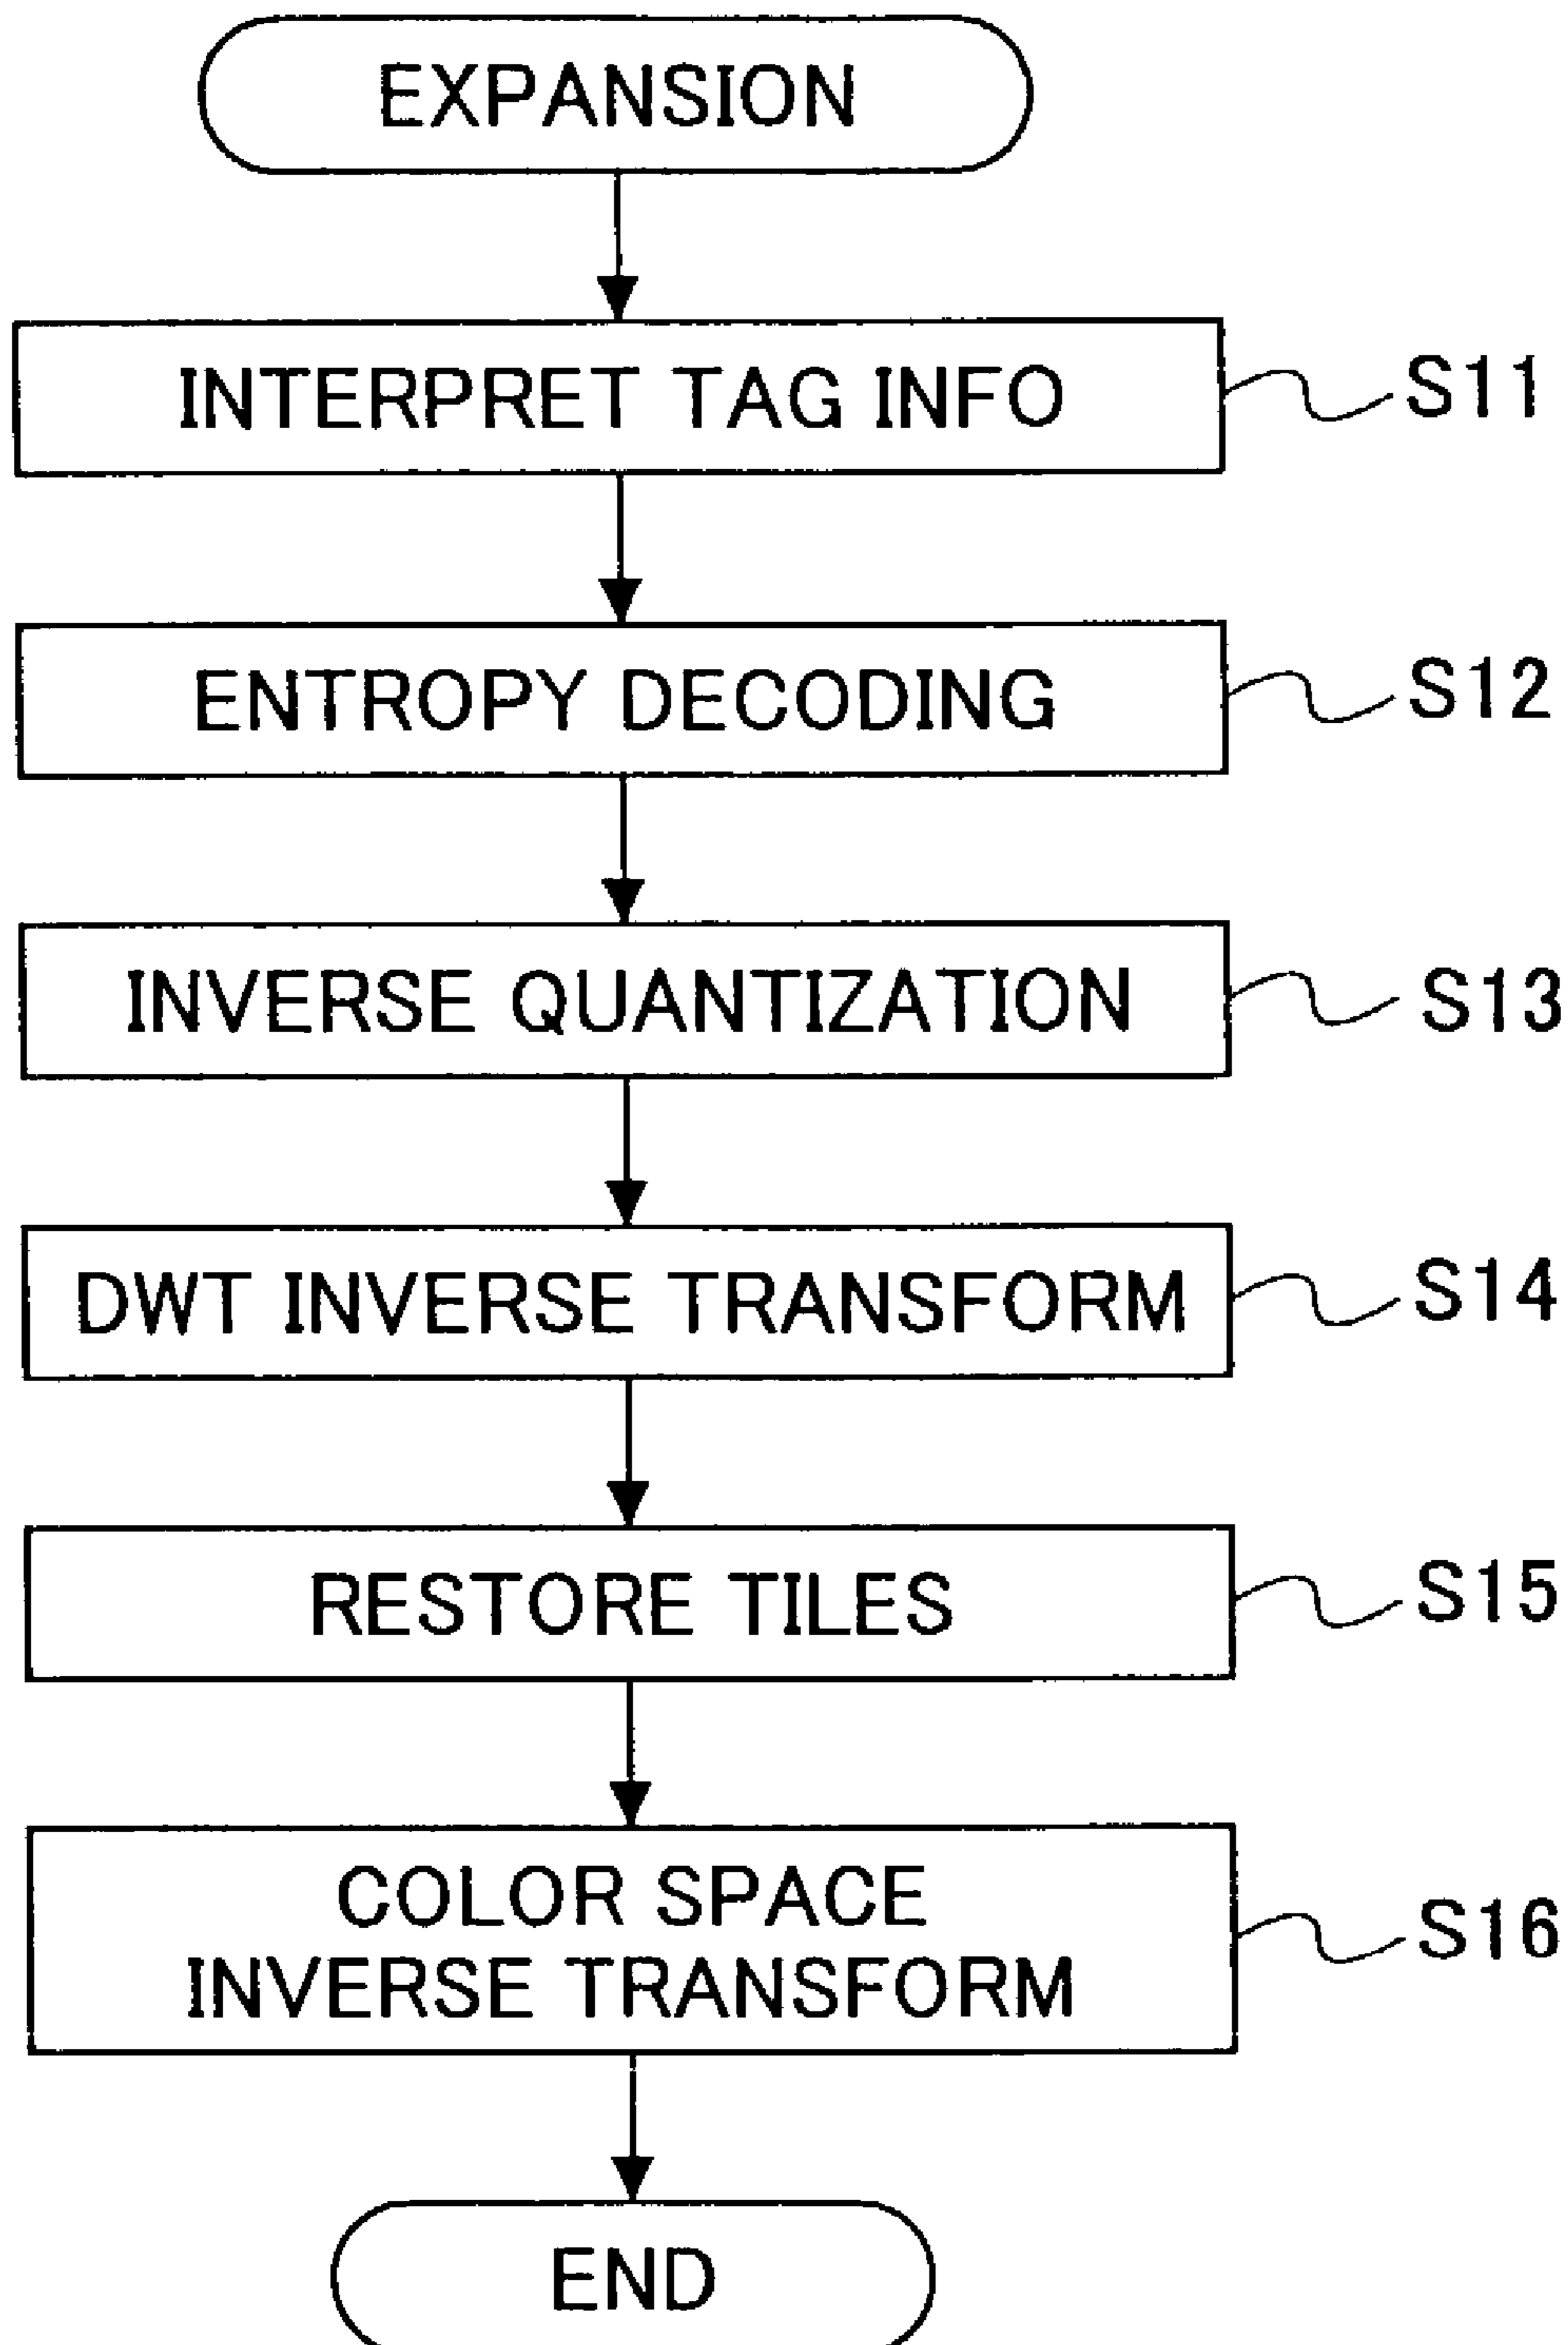 EXPANSION
INTERPRET TAG INFO
S11
ENTROPY DECODING
S12
INVERSE QUANTIZATION
S13
DWT INVERSE TRANSFORM
S14
RESTORE TILES
S15
COLOR SPACE
INVERSE TRANSFORM
S16
END